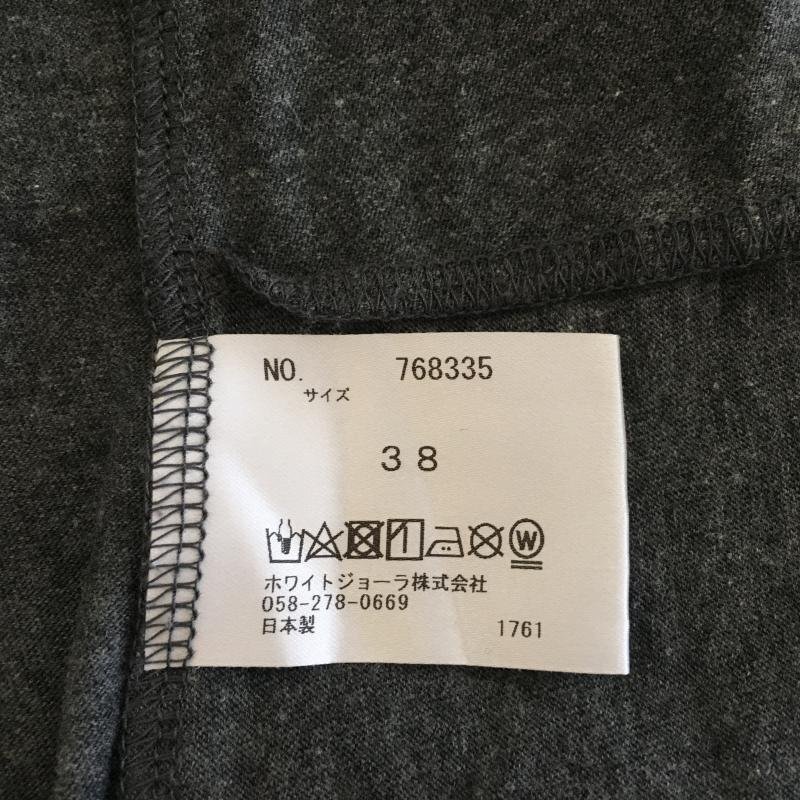 NO. 768335
サイズ
38
W
ホワイトジョーラ株式会社
058-278-0669
日本製 1761